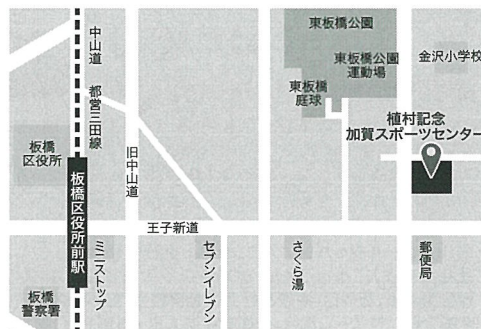 中山道
都営三田線
板橋
区役所
板橋区役所前駅
板橋
警察署
ミニストップ
旧中山道
王子新道
セブンイレブン
さくら湯
郵便局
東板橋公園
東板橋公園
運動場
東板橋
庭球
金沢小学校
植村記念
加賀スポーツセンター